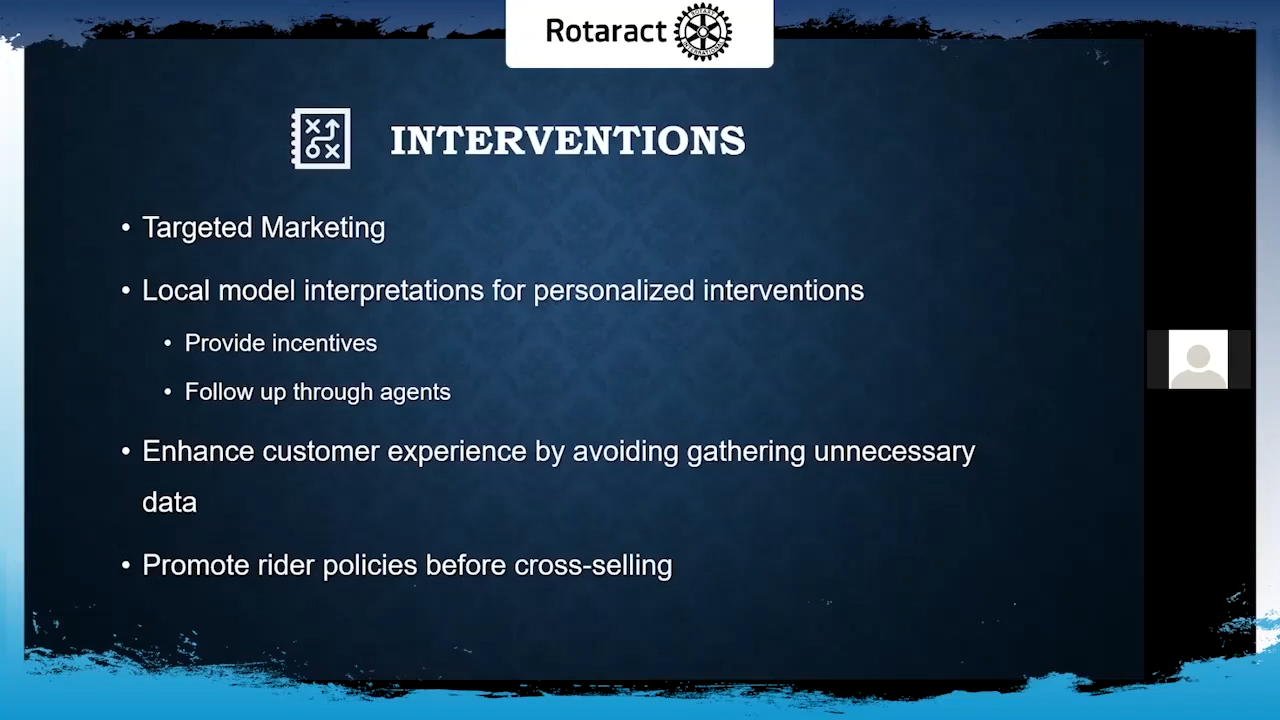 Rotaract
INTERVENTIONS
• Targeted Marketing
• Local model interpretations for personalized interventions
• Provide incentives
• Follow up through agents
• Enhance customer experience by avoiding gathering unnecessary
data
• Promote rider policies before cross-selling